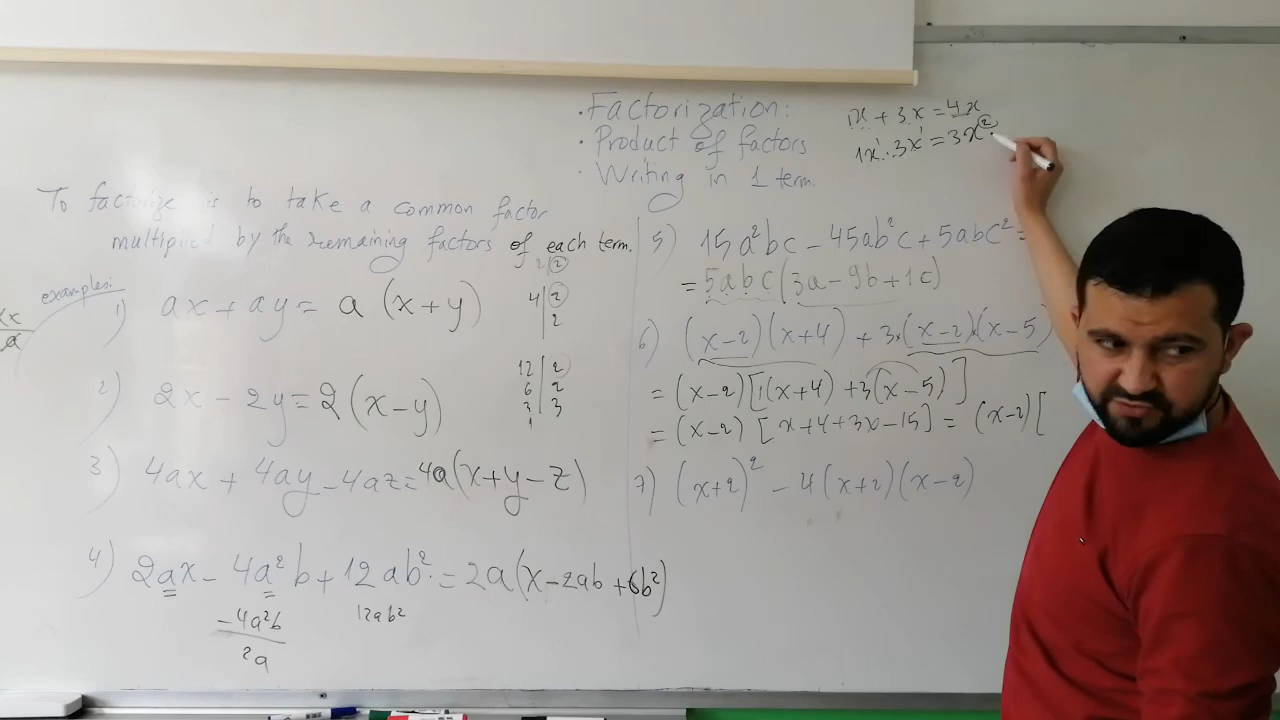 · Factorization:
· Product of factors
· Writing in 1 term.
1x + 3x = 4x
1x¹ · 3x¹ = 3x²
To factorize is to take a common factor
multiplied by the remaining factors of each term.
examples:
1) ax + ay = a (x + y)
2) 2x - 2y = 2 (x - y)
3) 4ax + 4ay - 4az = 4a (x + y - z)
4) 2ax - 4a²b + 12ab² = 2a (x - 2ab + 6b²)
-4a²b
2a
12ab²
2 | 2
4 | 2
2
12 | 2
6 | 2
3 | 3
1
5) 15a²bc - 45ab²c + 5abc² =
= 5abc (3a - 9b + 1c)
6) (x-2)(x+4) + 3·(x-2)·(x-5)
= (x-2) [1(x+4) + 3(x-5)]
= (x-2) [x+4+3x-15] = (x-2) [
7) (x+2)² - 4(x+2)(x-2)